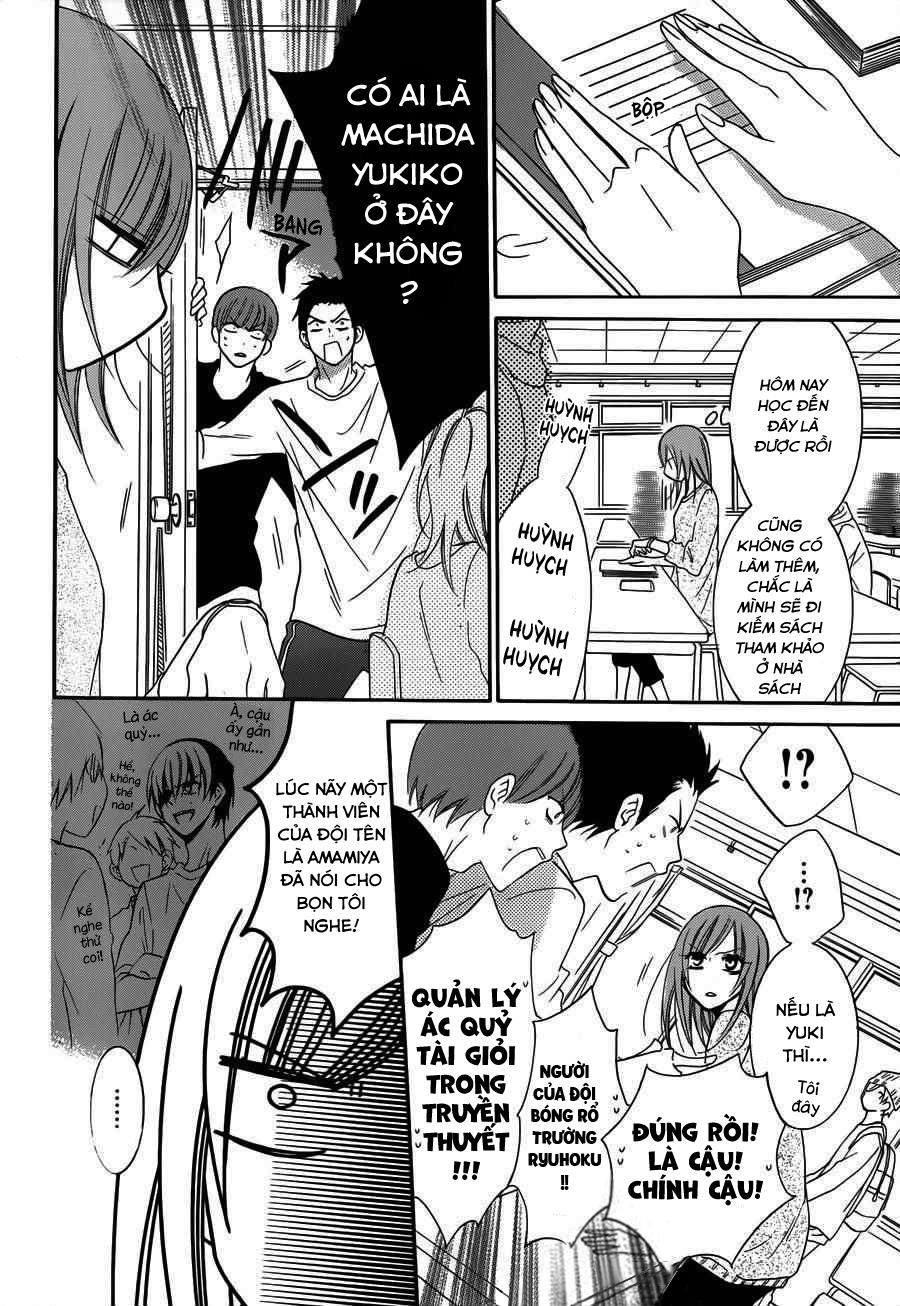 BỘP
HÔM NAY
HỌC ĐẾN
ĐÂY LÀ
ĐƯỢC RỒI
CŨNG
KHÔNG CÓ
LÀM THÊM,
CHẮC LÀ
MÌNH SẼ ĐI
KIẾM SÁCH
THAM KHẢO
Ở NHÀ
SÁCH
HUỲNH
HUYCH
HUỲNH
HUYCH
HUỲNH
HUYCH
CÓ AI LÀ
MACHIDA
YUKIKO
Ở ĐÂY
KHÔNG
?
BANG
!?
...!?
NẾU LÀ
YUKI
THÌ...
Tôi
đây
ĐÚNG RỒI!
LÀ CẬU!
CHÍNH CẬU!
NGƯỜI
CỦA ĐỘI
BÓNG RỔ
TRƯỜNG
RYUHOKU
!!
QUẢN LÝ
ÁC QUỶ
TÀI GIỎI
TRONG
TRUYỀN
THUYẾT
!!!
LÚC NÃY MỘT
THÀNH VIÊN
CỦA ĐỘI TÊN
LÀ AMAMIYA
ĐÃ NÓI CHO
BỌN TÔI
NGHE!
À, cậu
ấy gần
như...
Là ác
quỷ...
Hế,
không
thể
nào!
Kể
nghe
thử
coi!
......